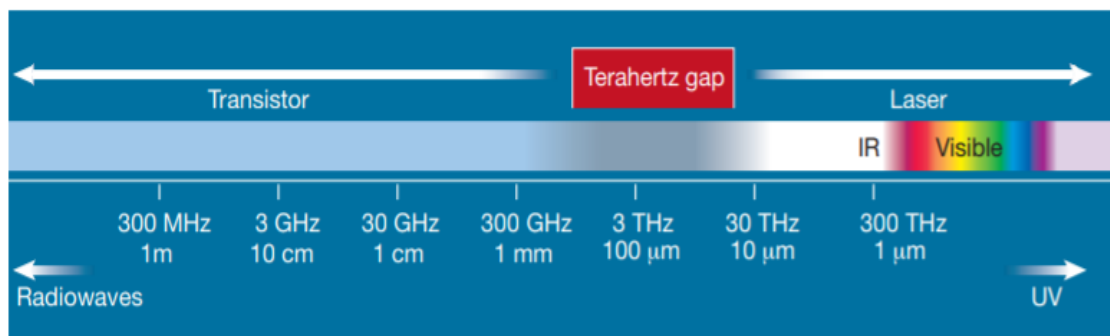 Terahertz gap
Transistor
Laser
IR
Visible
300 MHz
1m
3 GHz
10 cm
30 GHz
1 cm
300 GHz
1 mm
3 THz
100 μm
30 THz
10 μm
300 THz
1 μm
Radiowaves
UV